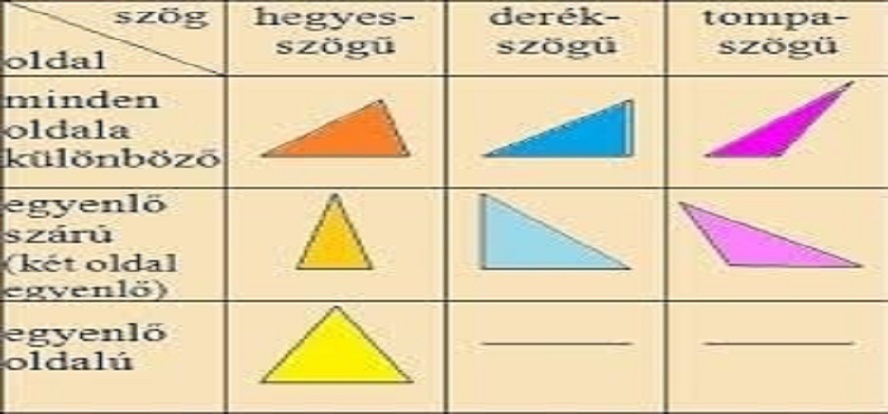 szög
oldal
hegyes-
szögű
derék-
szögű
tompa-
szögű
minden
oldala
különböző
egyenlő
szárú
(két oldal
egyenlő)
egyenlő
oldalú